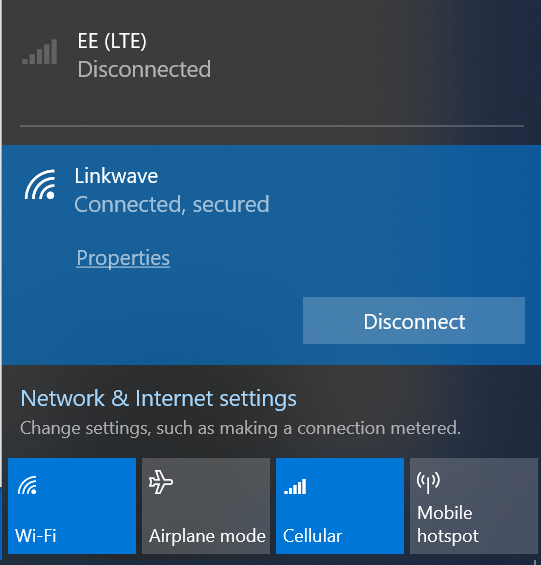 EE (LTE)
Disconnected
Linkwave
Connected, secured
Properties
Disconnect
Network & Internet settings
Change settings, such as making a connection metered.
Wi-Fi
Airplane mode
Cellular
Mobile
hotspot